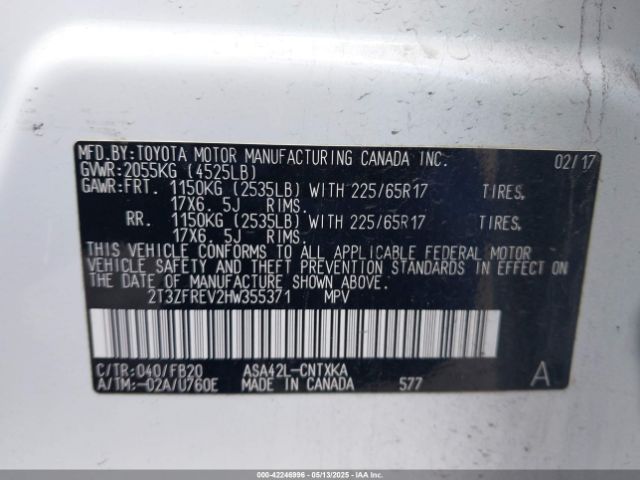 MFD.BY:TOYOTA MOTOR MANUFACTURING CANADA INC. 02/17
GVWR:2055KG (4525LB)
GAWR:FRT. 1150KG (2535LB) WITH 225/65R17 TIRES,
17X6.5J RIMS.
RR. 1150KG (2535LB) WITH 225/65R17 TIRES,
17X6.5J RIMS.
THIS VEHICLE CONFORMS TO ALL APPLICABLE FEDERAL MOTOR
VEHICLE SAFETY AND THEFT PREVENTION STANDARDS IN EFFECT ON
THE DATE OF MANUFACTURE SHOWN ABOVE.
2T3ZFREV2HW355371 MPV
C/TR:040/FB20 ASA42L-CNTXKA
A/TM:-02A/U760E MADE IN CANADA 577 A
000-42246996 - 05/13/2025 - IAAI.COM